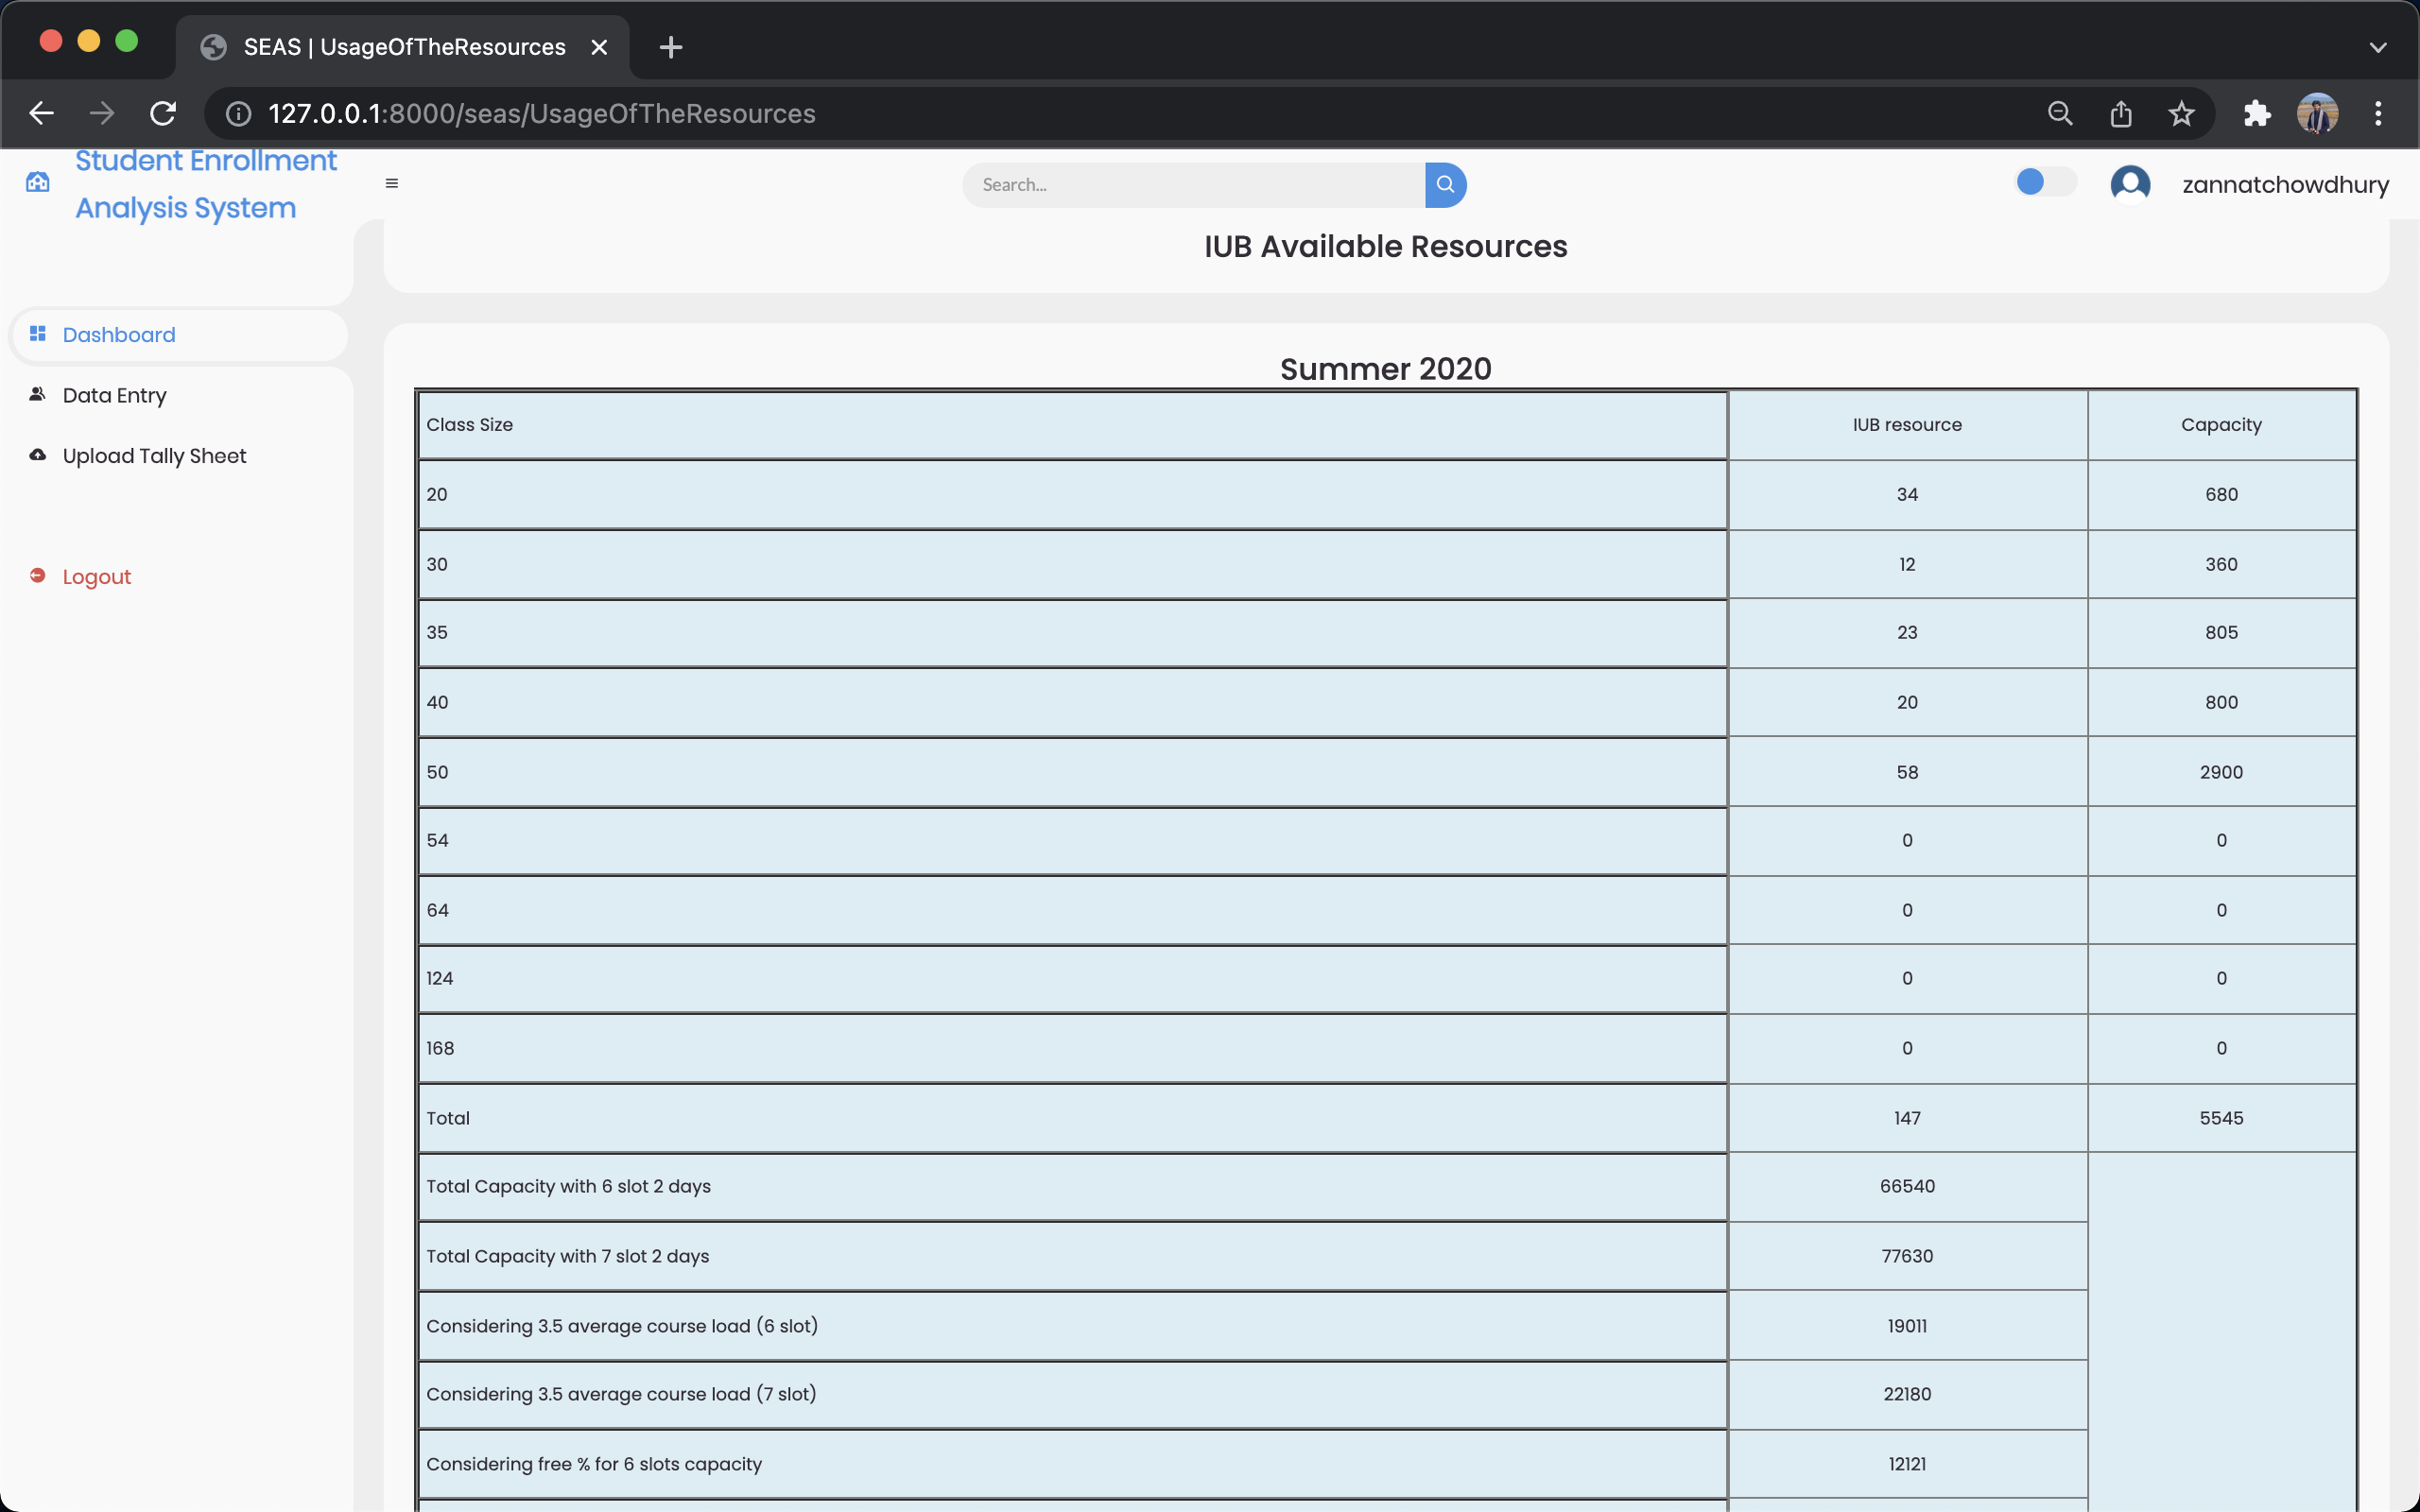 SEAS | UsageOfTheResources
127.0.0.1:8000/seas/UsageOfTheResources
Student Enrollment
Analysis System
Search...
zannatchowdhury
IUB Available Resources
Dashboard
Data Entry
Upload Tally Sheet
Logout
Summer 2020
Class Size IUB resource Capacity
20 34 680
30 12 360
35 23 805
40 20 800
50 58 2900
54 0 0
64 0 0
124 0 0
168 0 0
Total 147 5545
Total Capacity with 6 slot 2 days 66540
Total Capacity with 7 slot 2 days 77630
Considering 3.5 average course load (6 slot) 19011
Considering 3.5 average course load (7 slot) 22180
Considering free % for 6 slots capacity 12121